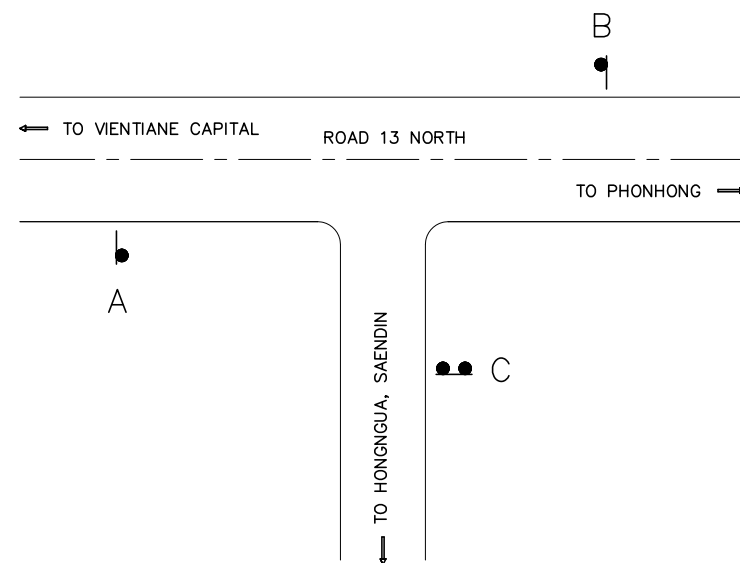 B
TO VIENTIANE CAPITAL
ROAD 13 NORTH
TO PHONHONG
A
TO HONGNGUA, SAENDIN
C